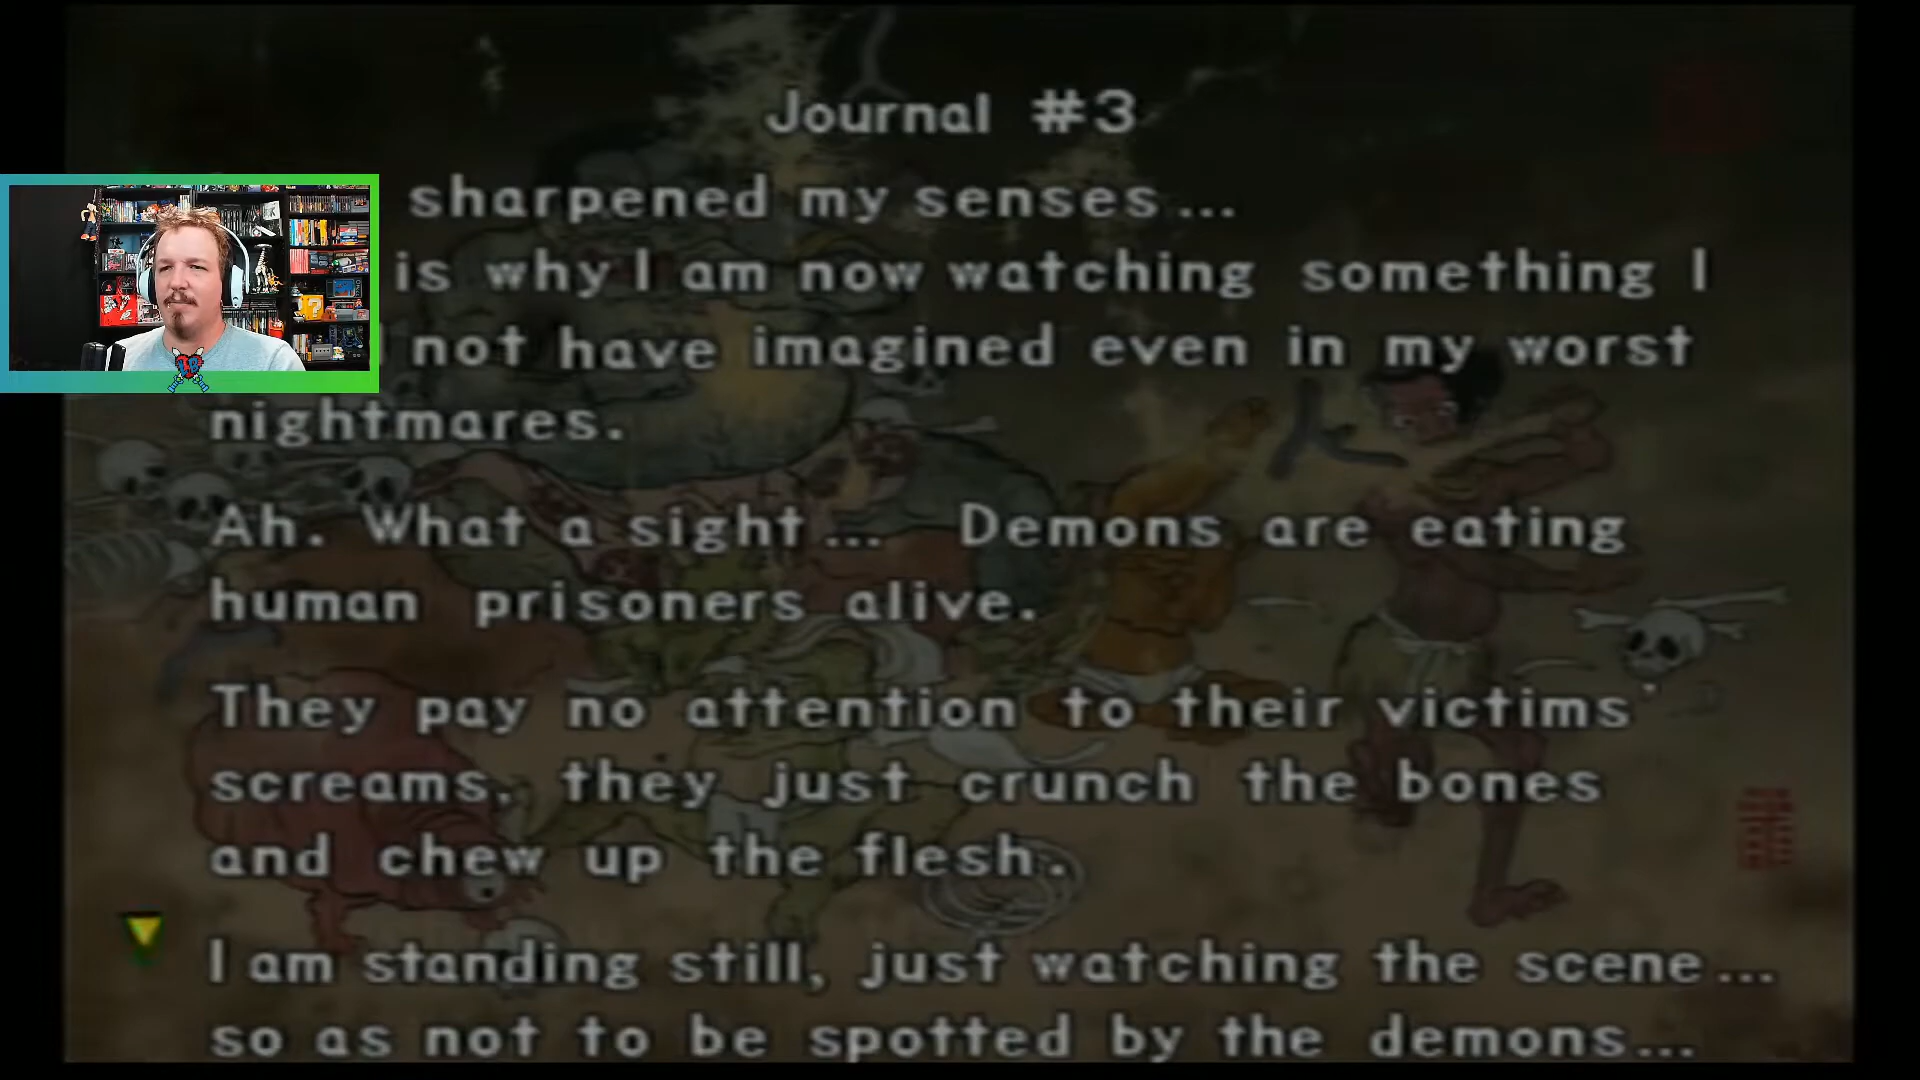 Journal #3
sharpened my senses...
is why I am now watching something I
not have imagined even in my worst
nightmares.
Ah. What a sight... Demons are eating
human prisoners alive.
They pay no attention to their victims'
screams, they just crunch the bones
and chew up the flesh.
I am standing still, just watching the scene...
so as not to be spotted by the demons...